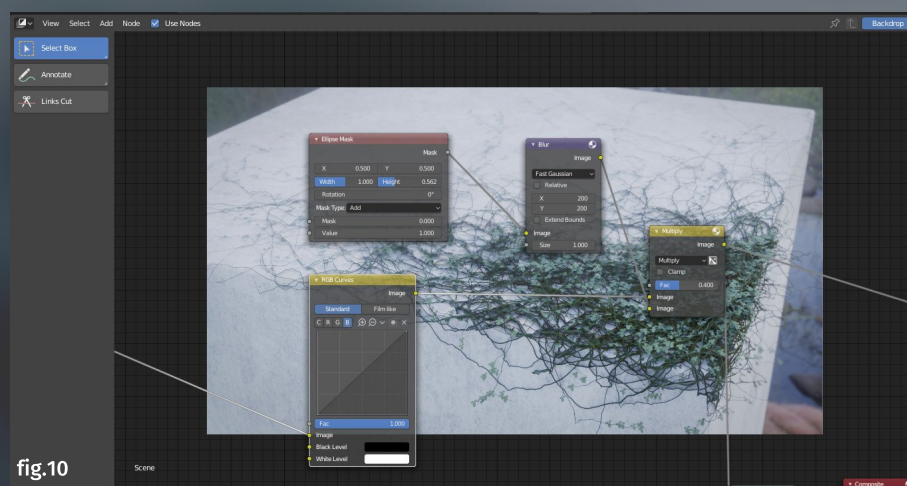 View Select Add Node Use Nodes Backdrop
Select Box
Annotate
Links Cut
Ellipse Mask
Mask
X 0.500 Y 0.500
Width 1.000 Height 0.562
Rotation 0°
Mask Type: Add
Mask 0.000
Value 1.000
Blur
Image
Fast Gaussian
Relative
X 200
Y 200
Extend Bounds
Image
Size 1.000
Multiply
Image
Multiply
Clamp
Fac 0.400
Image
Image
RGB Curves
Image
Standard Film like
C R G B
Fac 1.000
Image
Black Level
White Level
fig.10
Scene
Composite